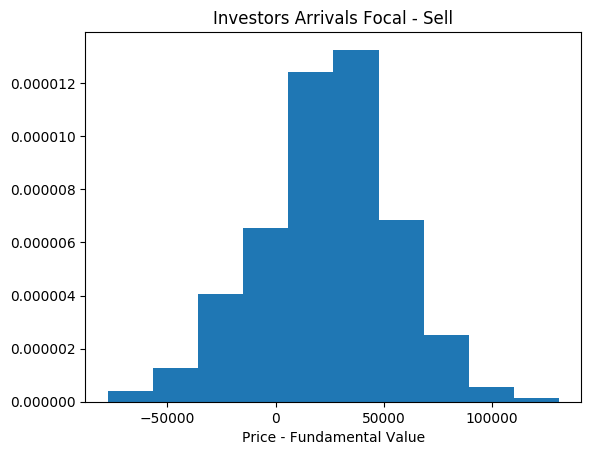 Investors Arrivals Focal - Sell
0.000012
0.000010
0.000008
0.000006
0.000004
0.000002
0.000000
−50000 0 50000 100000
Price - Fundamental Value